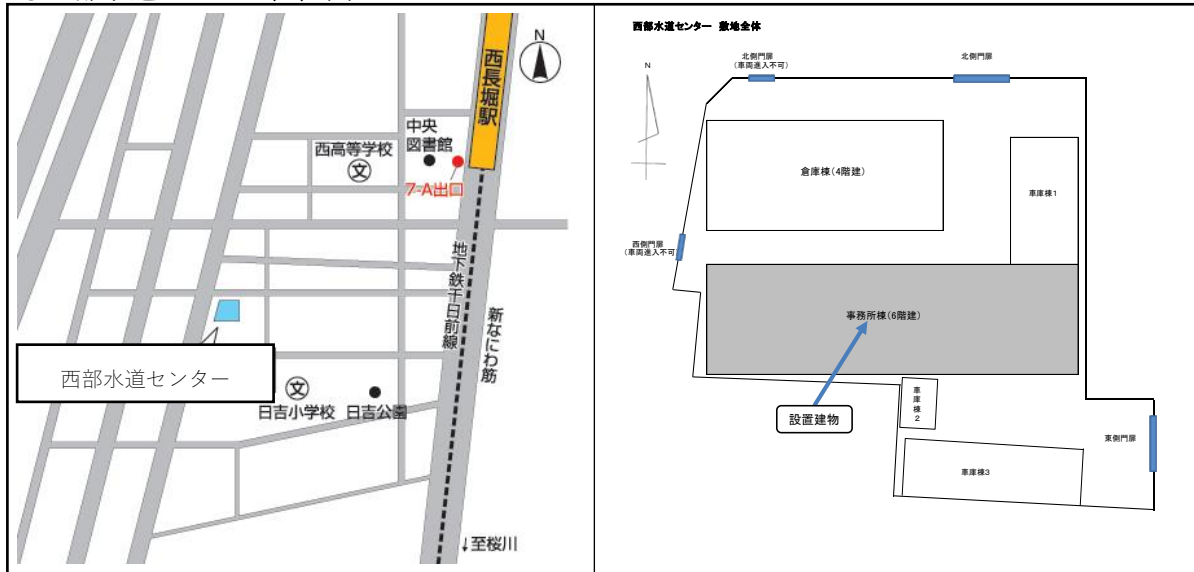 N
西長堀駅
中央
図書館
西高等学校
文
7-A出口
地下鉄千日前線
新なにわ筋
西部水道センター
文
日吉小学校
日吉公園
↓至桜川
西部水道センター 敷地全体
N
北側門扉
(車両進入不可)
北側門扉
倉庫棟(4階建)
車庫棟1
西側門扉
(車両進入不可)
事務所棟(6階建)
設置建物
車庫棟2
車庫棟3
東側門扉